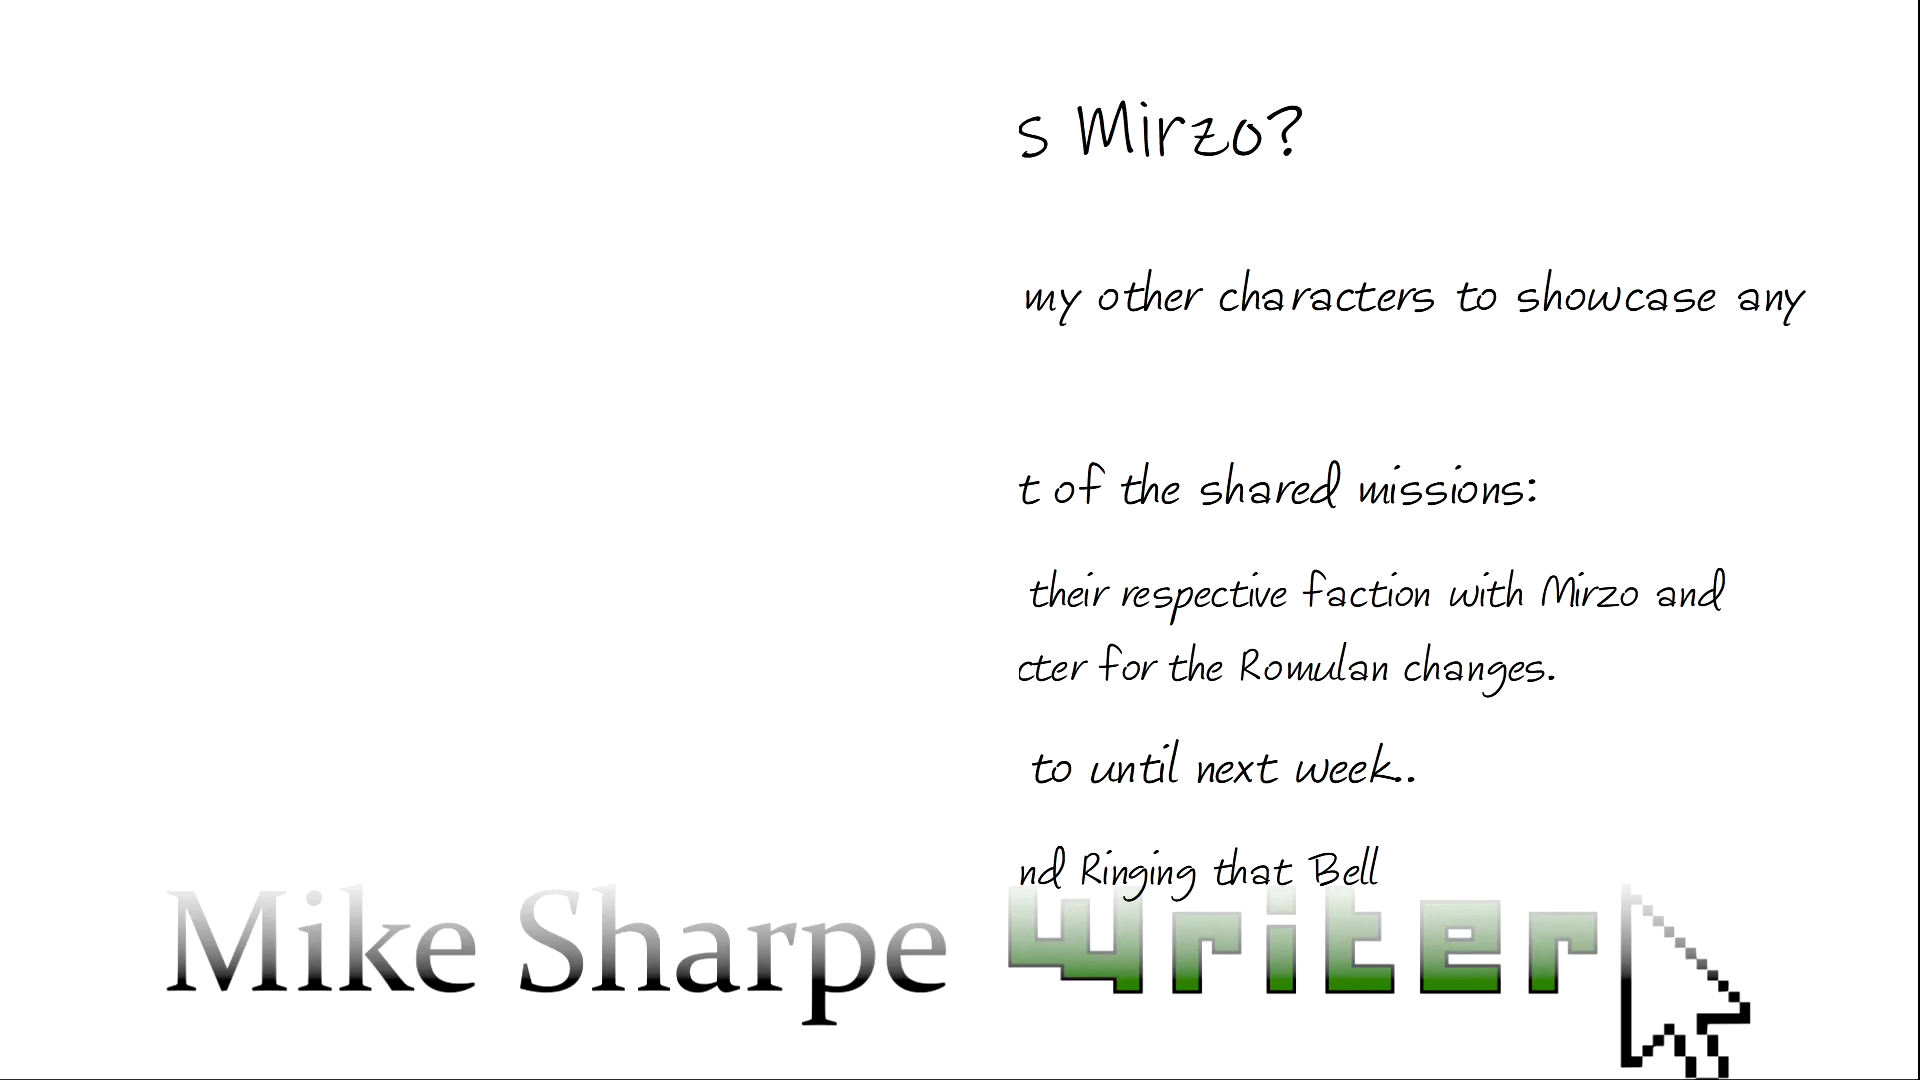 s Mirzo?
my other characters to showcase any
t of the shared missions:
their respective faction with Mirzo and
cter for the Romulan changes.
to until next week..
nd Ringing that Bell
Mike Sharpe Writer